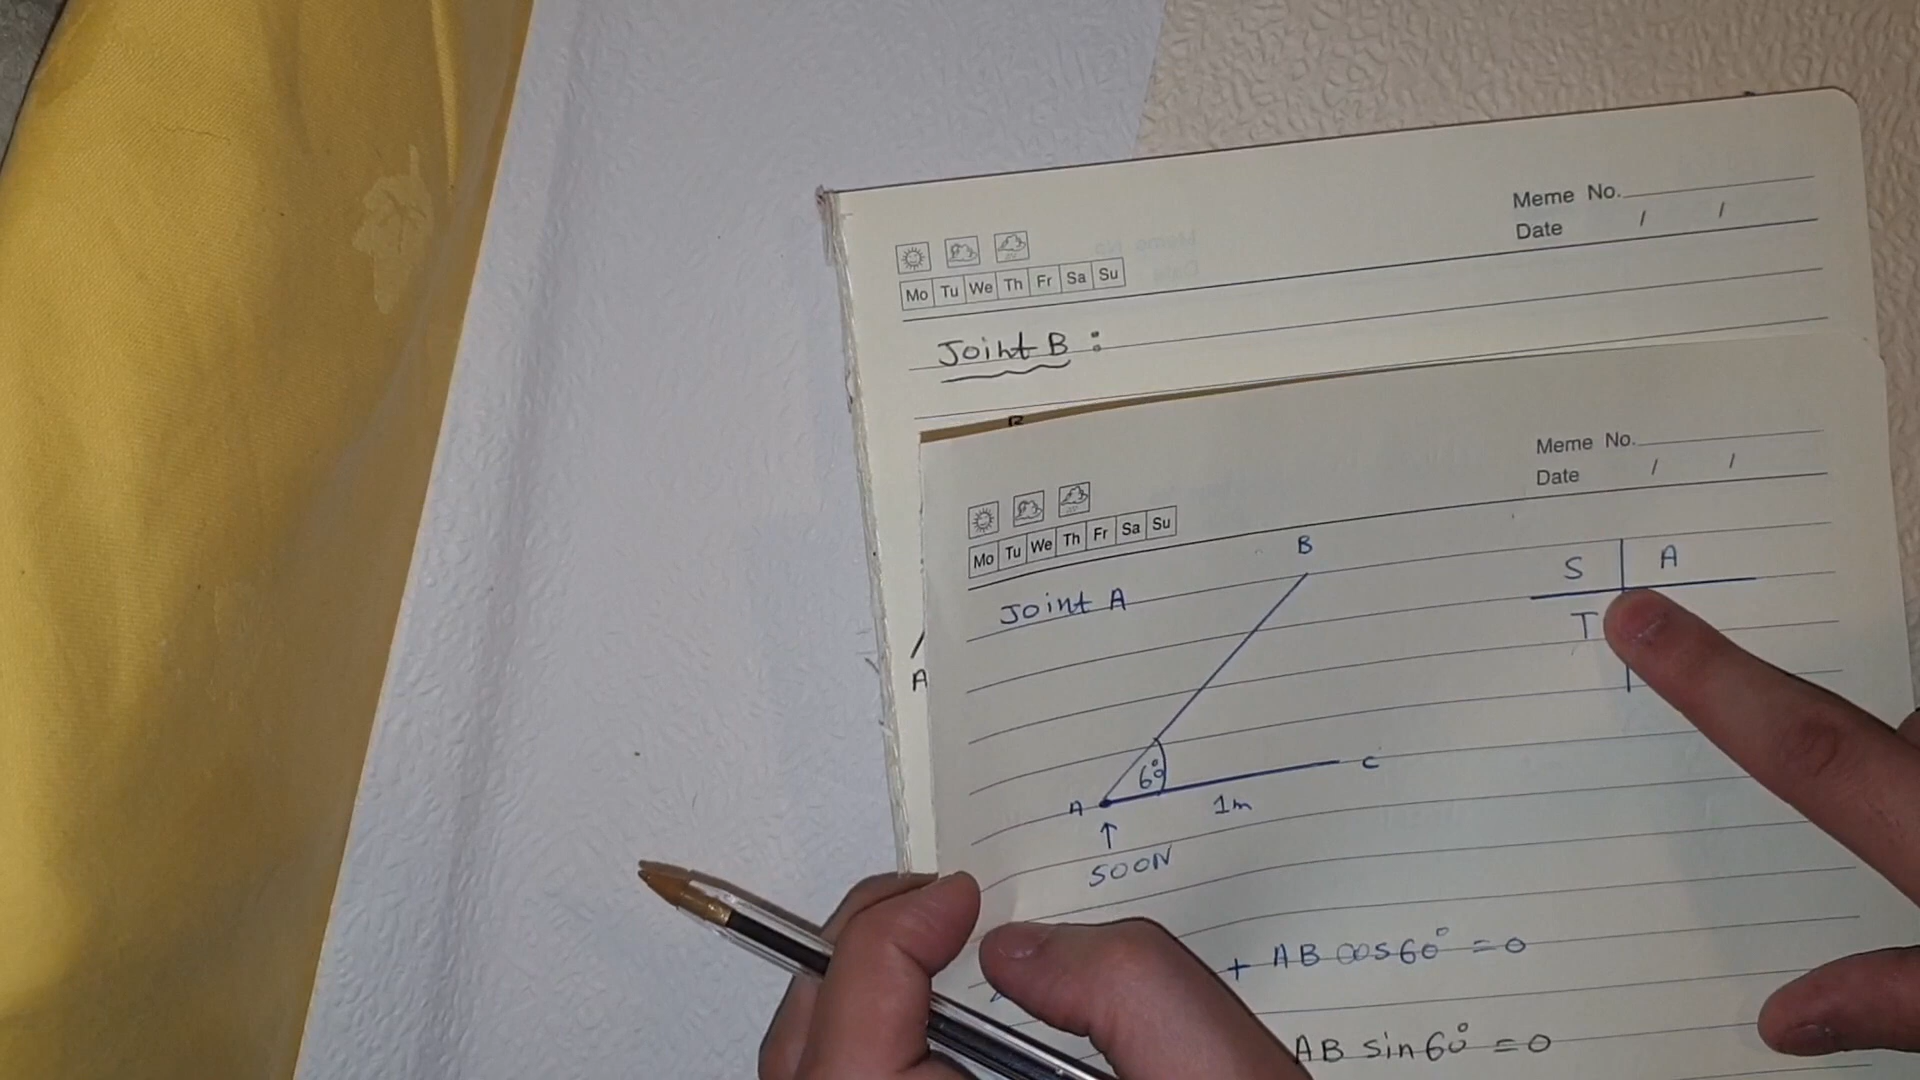 Meme No.
Date / /
Mo Tu We Th Fr Sa Su
Joint B :
B
A
Meme No.
Date / /
Mo Tu We Th Fr Sa Su
Joint A
B
S A
T
60°
A
C
1m
↑
500N
+ AB cos60° = 0
AB sin60° = 0